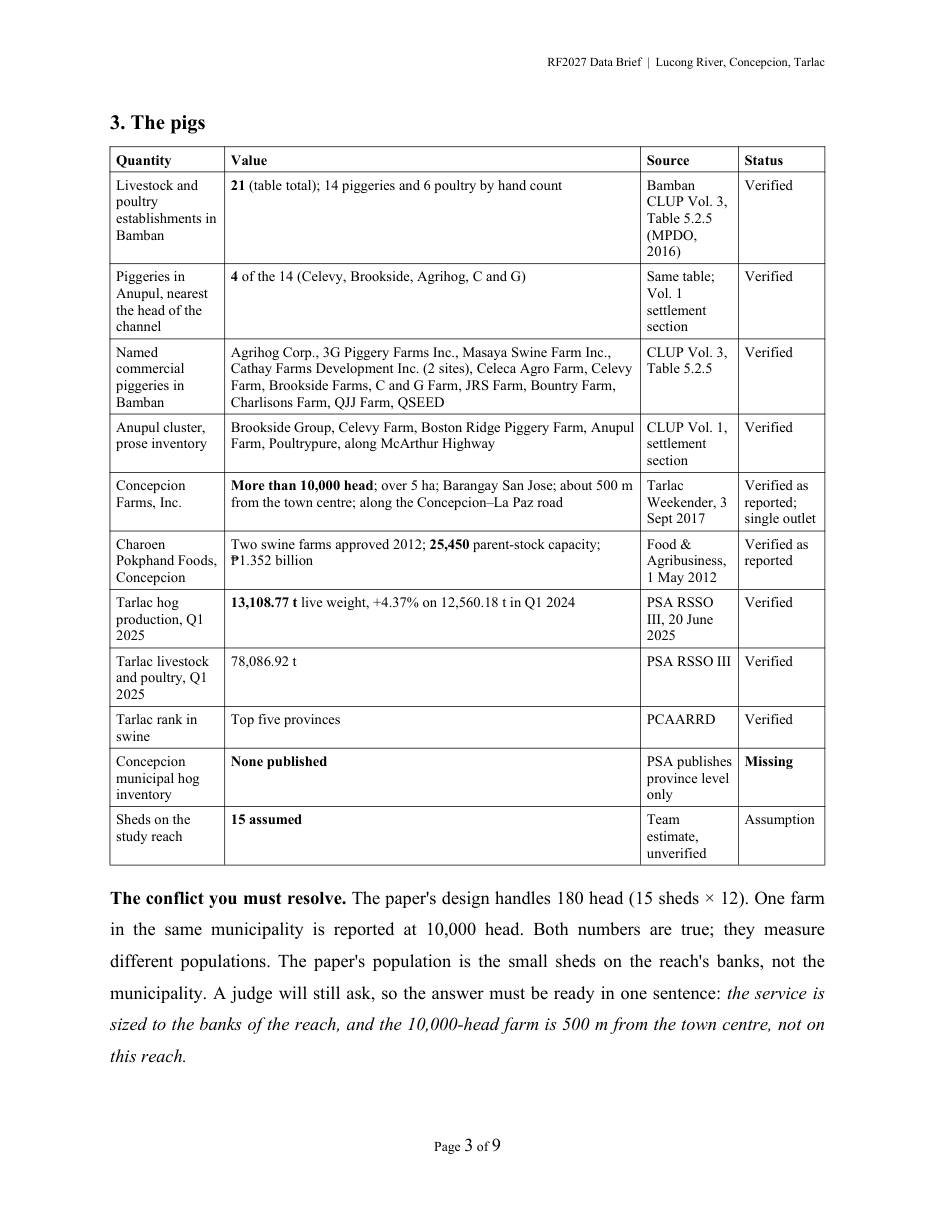 RF2027 Data Brief | Lucong River, Concepcion, Tarlac
3. The pigs
Quantity Value Source Status
Livestock and
poultry
establishments in
Bamban
21 (table total); 14 piggeries and 6 poultry by hand count
Bamban
CLUP Vol. 3,
Table 5.2.5
(MPDO,
2016)
Verified
Piggeries in
Anupul, nearest
the head of the
channel
4 of the 14 (Celevy, Brookside, Agrihog, C and G)
Same table;
Vol. 1
settlement
section
Verified
Named
commercial
piggeries in
Bamban
Agrihog Corp., 3G Piggery Farms Inc., Masaya Swine Farm Inc.,
Cathay Farms Development Inc. (2 sites), Celeca Agro Farm, Celevy
Farm, Brookside Farms, C and G Farm, JRS Farm, Bountry Farm,
Charlisons Farm, QJJ Farm, QSEED
CLUP Vol. 3,
Table 5.2.5
Verified
Anupul cluster,
prose inventory
Brookside Group, Celevy Farm, Boston Ridge Piggery Farm, Anupul
Farm, Poultrypure, along McArthur Highway
CLUP Vol. 1,
settlement
section
Verified
Concepcion
Farms, Inc.
More than 10,000 head; over 5 ha; Barangay San Jose; about 500 m
from the town centre; along the Concepcion–La Paz road
Tarlac
Weekender, 3
Sept 2017
Verified as
reported;
single outlet
Charoen
Pokphand Foods,
Concepcion
Two swine farms approved 2012; 25,450 parent-stock capacity;
₱1.352 billion
Food &
Agribusiness,
1 May 2012
Verified as
reported
Tarlac hog
production, Q1
2025
13,108.77 t live weight, +4.37% on 12,560.18 t in Q1 2024
PSA RSSO
III, 20 June
2025
Verified
Tarlac livestock
and poultry, Q1
2025
78,086.92 t
PSA RSSO III
Verified
Tarlac rank in
swine
Top five provinces
PCAARRD
Verified
Concepcion
municipal hog
inventory
None published
PSA publishes
province level
only
Missing
Sheds on the
study reach
15 assumed
Team
estimate,
unverified
Assumption
The conflict you must resolve. The paper's design handles 180 head (15 sheds × 12). One farm
in the same municipality is reported at 10,000 head. Both numbers are true; they measure
different populations. The paper's population is the small sheds on the reach's banks, not the
municipality. A judge will still ask, so the answer must be ready in one sentence: the service is
sized to the banks of the reach, and the 10,000-head farm is 500 m from the town centre, not on
this reach.
Page 3 of 9